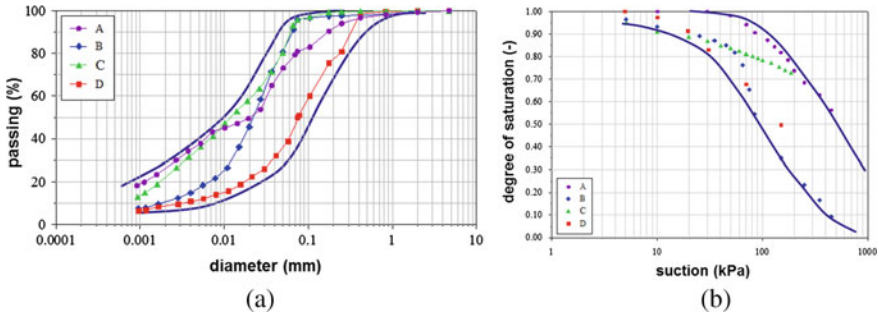 passing (%)
100
80
60
40
20
0
A
B
C
D
0.0001
0.001
0.01
0.1
1
10
diameter (mm)
(a)
degree of saturation (-)
1.00
0.90
0.80
0.70
0.60
0.50
0.40
0.30
0.20
0.10
0.00
A
B
C
D
1
10
100
1000
suction (kPa)
(b)